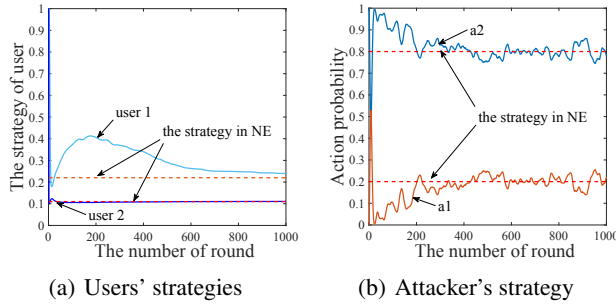 1
0.9
0.8
0.7
0.6
0.5
0.4
0.3
0.2
0.1
0
The strategy of user
user 1
the strategy in NE
user 2
0 200 400 600 800 1000
The number of round
(a) Users' strategies
1
0.9
0.8
0.7
0.6
0.5
0.4
0.3
0.2
0.1
0
Action probability
a2
the strategy in NE
a1
0 200 400 600 800 1000
The number of round
(b) Attacker's strategy